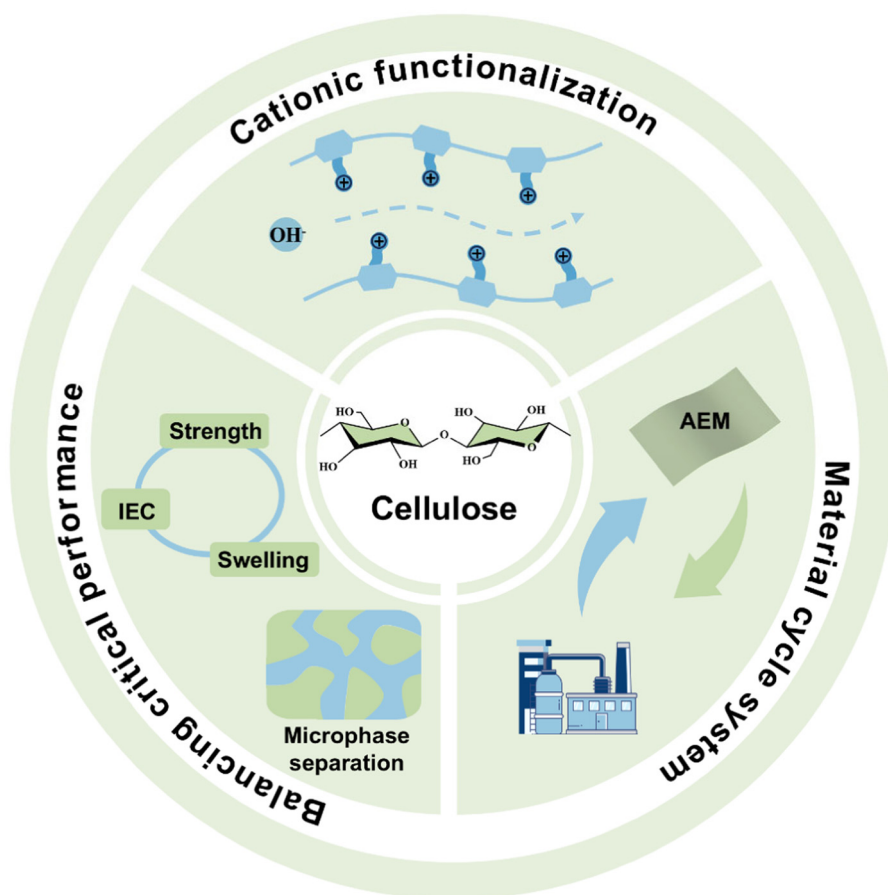 Cationic functionalization
OH-
Balancing critical performance
Strength
IEC
Swelling
Microphase
separation
HO
O
HO
OH
O
HO
OH
HO
O
Cellulose
AEM
Material cycle system